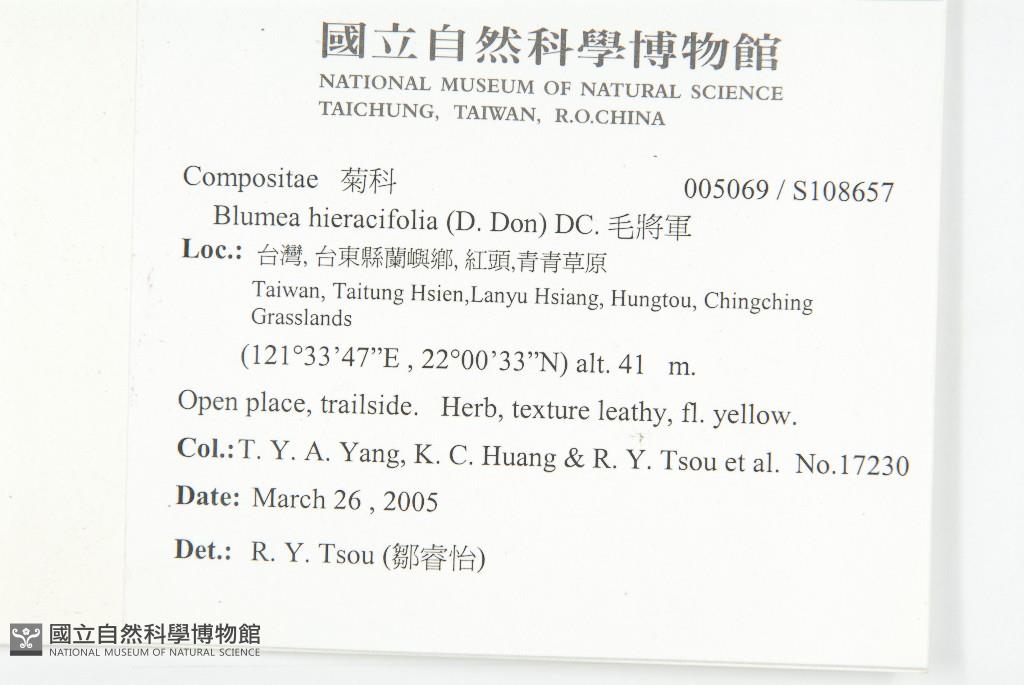 國立自然科學博物館
NATIONAL MUSEUM OF NATURAL SCIENCE
TAICHUNG, TAIWAN, R.O.CHINA
Compositae 菊科 005069 / S108657
Blumea hieracifolia (D. Don) DC. 毛將軍
Loc.: 台灣, 台東縣蘭嶼鄉, 紅頭,青青草原
Taiwan, Taitung Hsien,Lanyu Hsiang, Hungtou, Chingching
Grasslands
(121°33’47”E , 22°00’33”N) alt. 41 m.
Open place, trailside. Herb, texture leathy, fl. yellow.
Col.:T. Y. A. Yang, K. C. Huang & R. Y. Tsou et al. No.17230
Date: March 26 , 2005
Det.: R. Y. Tsou (鄒睿怡)
國立自然科學博物館
NATIONAL MUSEUM OF NATURAL SCIENCE